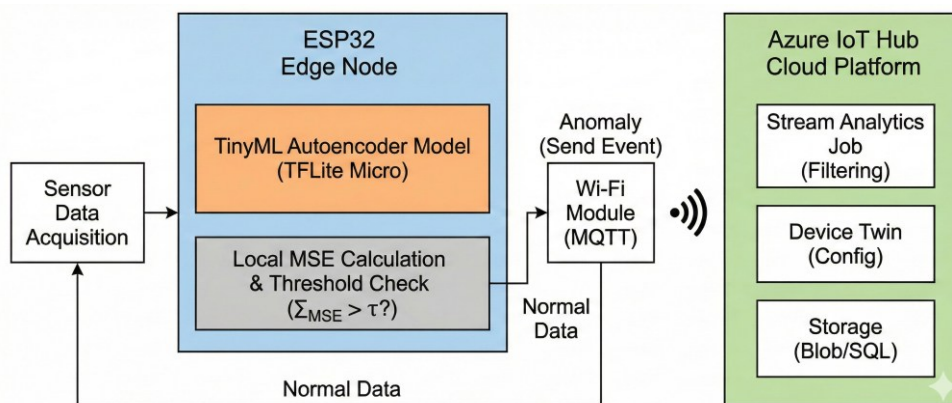 ESP32
Edge Node
TinyML Autoencoder Model
(TFLite Micro)
Local MSE Calculation
& Threshold Check
(Σ_MSE > τ?)
Sensor
Data
Acquisition
Anomaly
(Send Event)
Wi-Fi
Module
(MQTT)
Normal
Data
Normal Data
Azure IoT Hub
Cloud Platform
Stream Analytics
Job
(Filtering)
Device Twin
(Config)
Storage
(Blob/SQL)